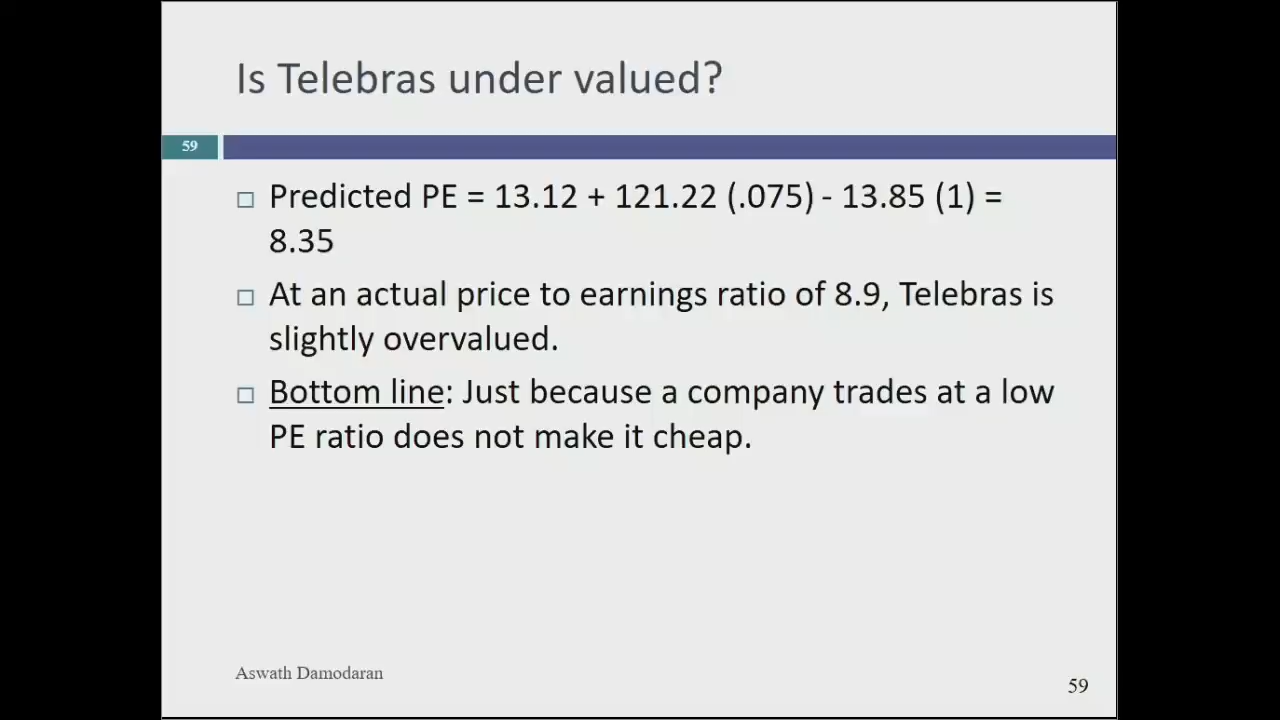 Is Telebras under valued?
59
Predicted PE = 13.12 + 121.22 (.075) - 13.85 (1) =
8.35
At an actual price to earnings ratio of 8.9, Telebras is
slightly overvalued.
Bottom line: Just because a company trades at a low
PE ratio does not make it cheap.
Aswath Damodaran
59